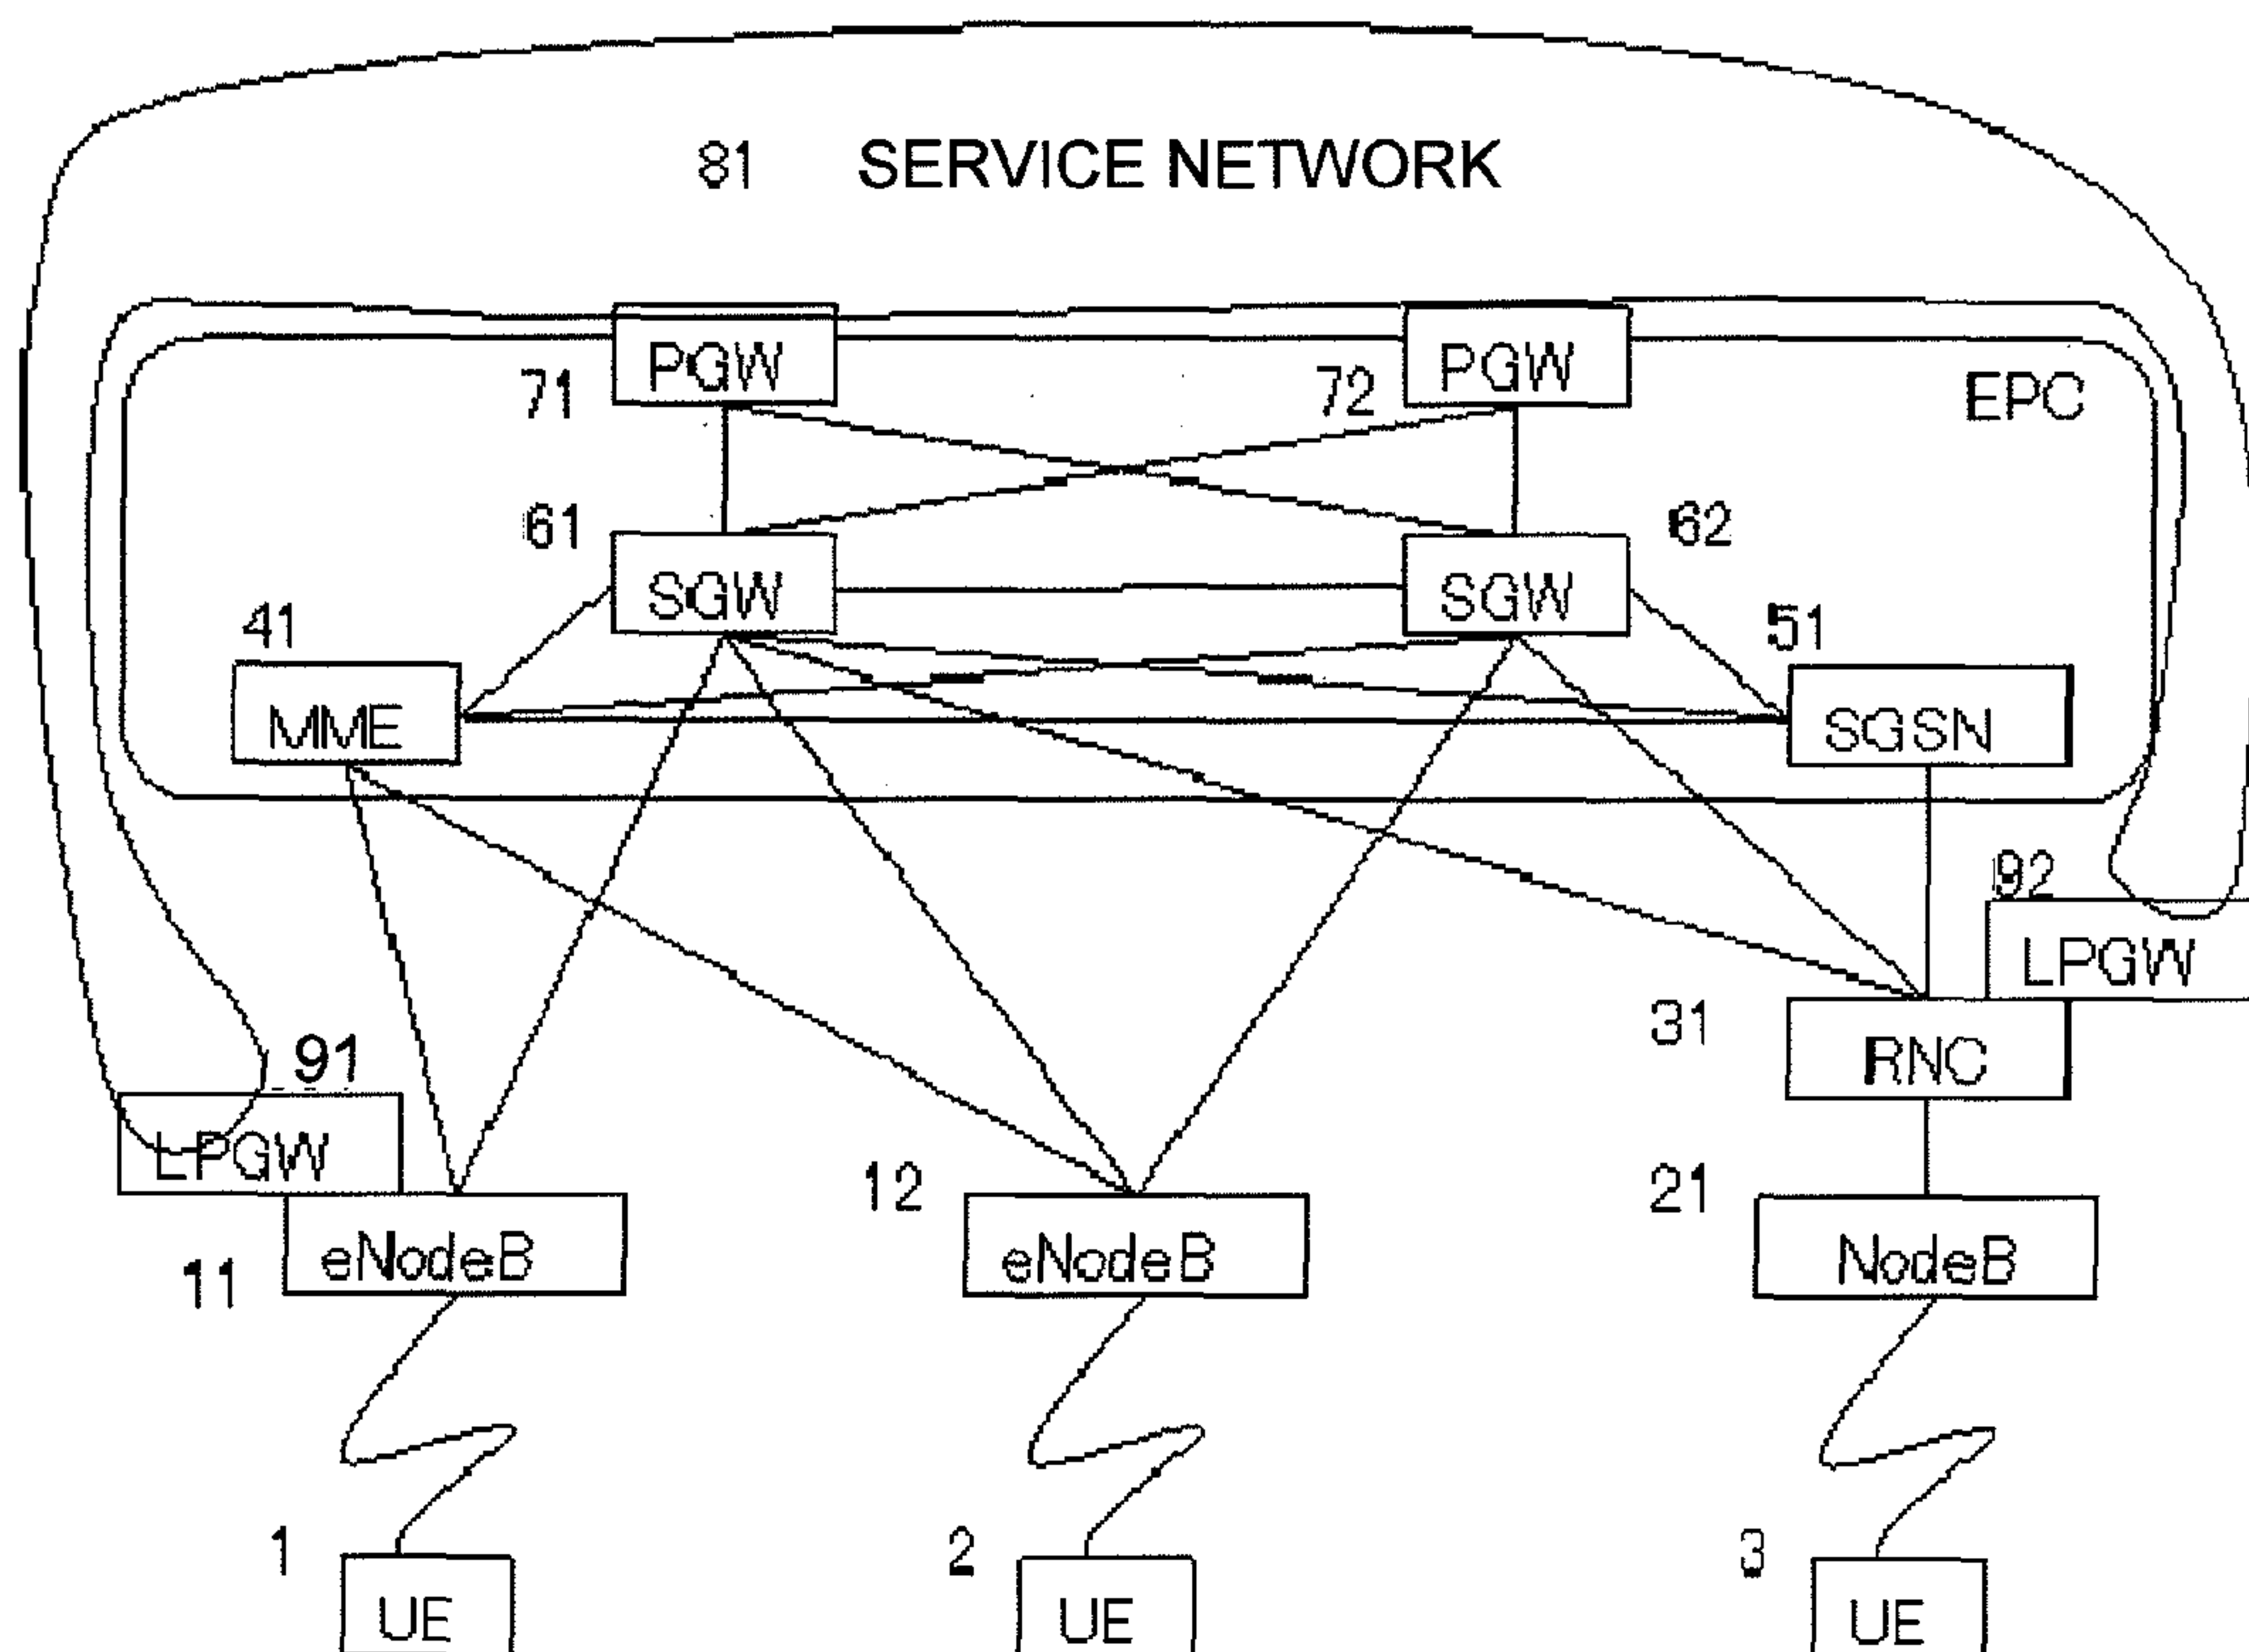 81 SERVICE NETWORK
PGW
PGW
71
72
EPC
61
62
SGW
SGW
41
51
MME
SGSN
92
LPGW
31
RNC
91
LPGW
12
21
eNodeB
eNodeB
NodeB
11
1
2
3
UE
UE
UE